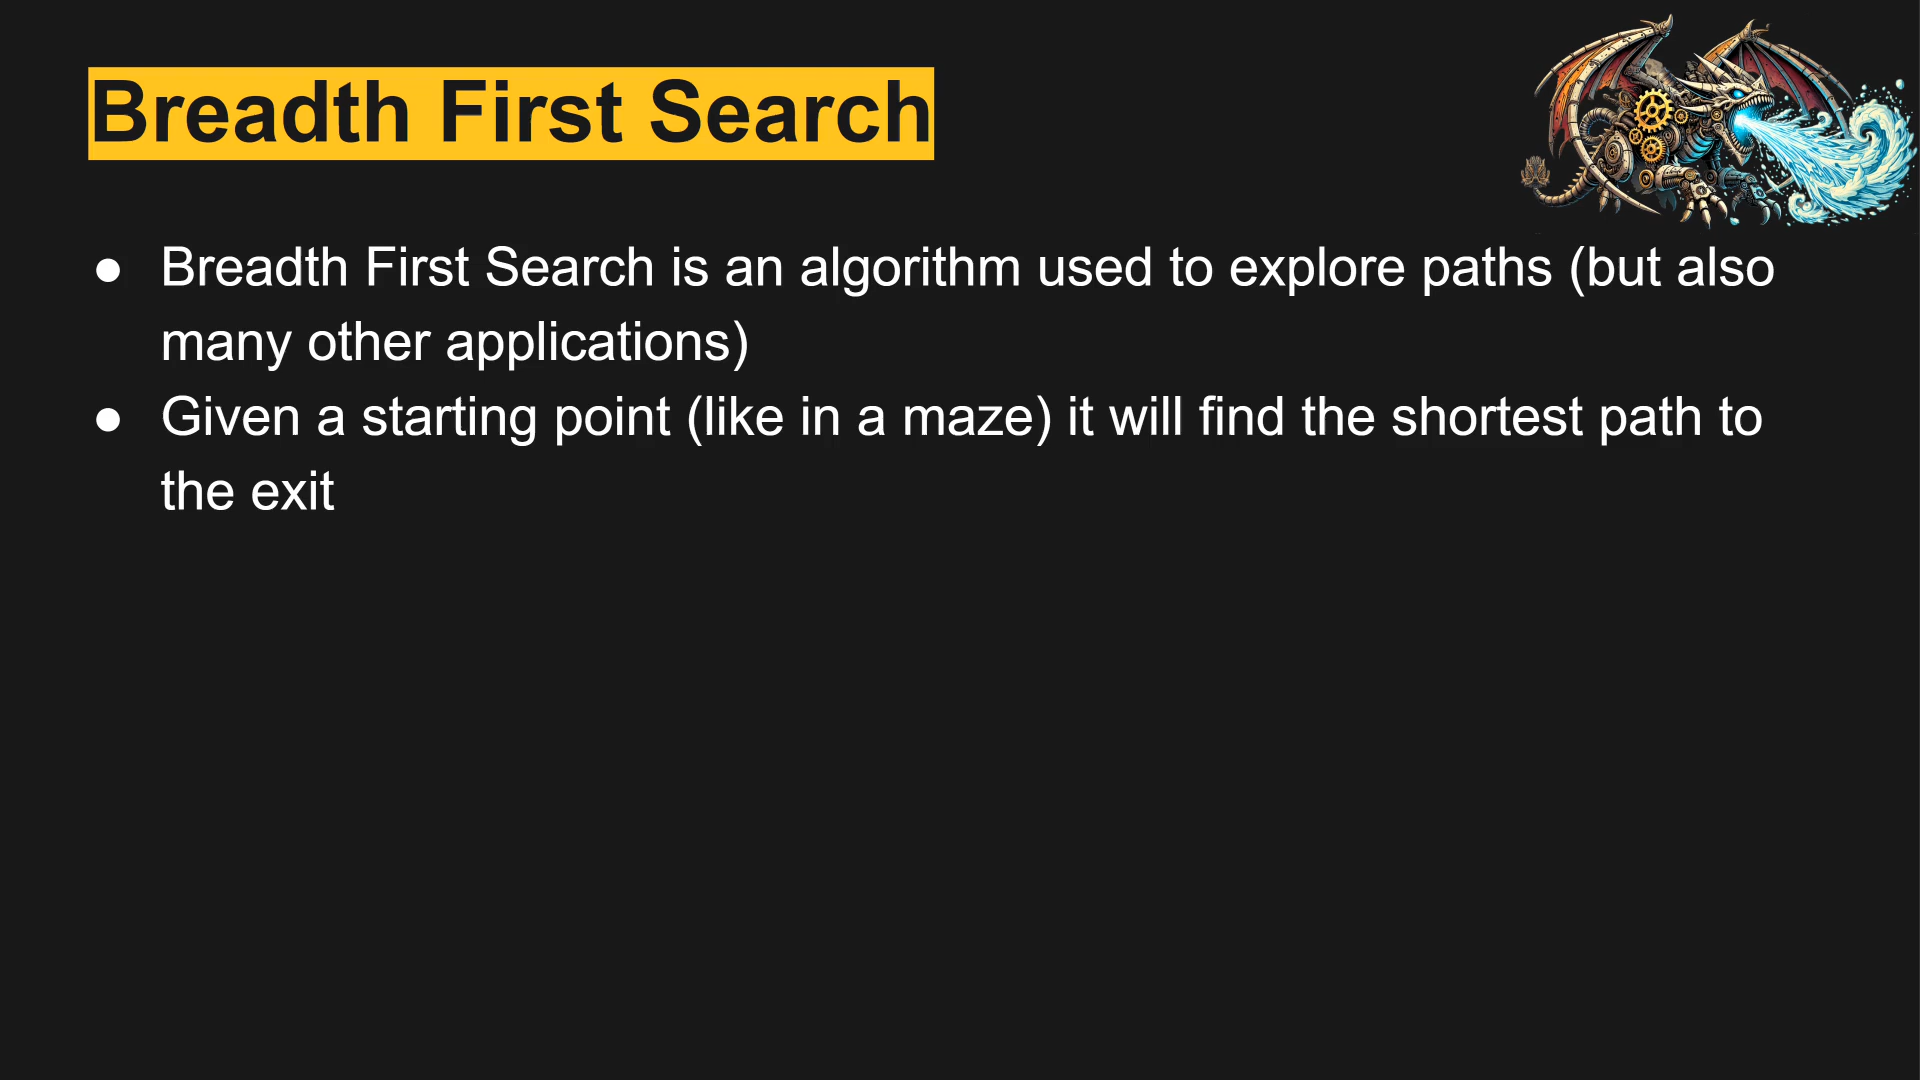 Breadth First Search
● Breadth First Search is an algorithm used to explore paths (but also
many other applications)
● Given a starting point (like in a maze) it will find the shortest path to
the exit